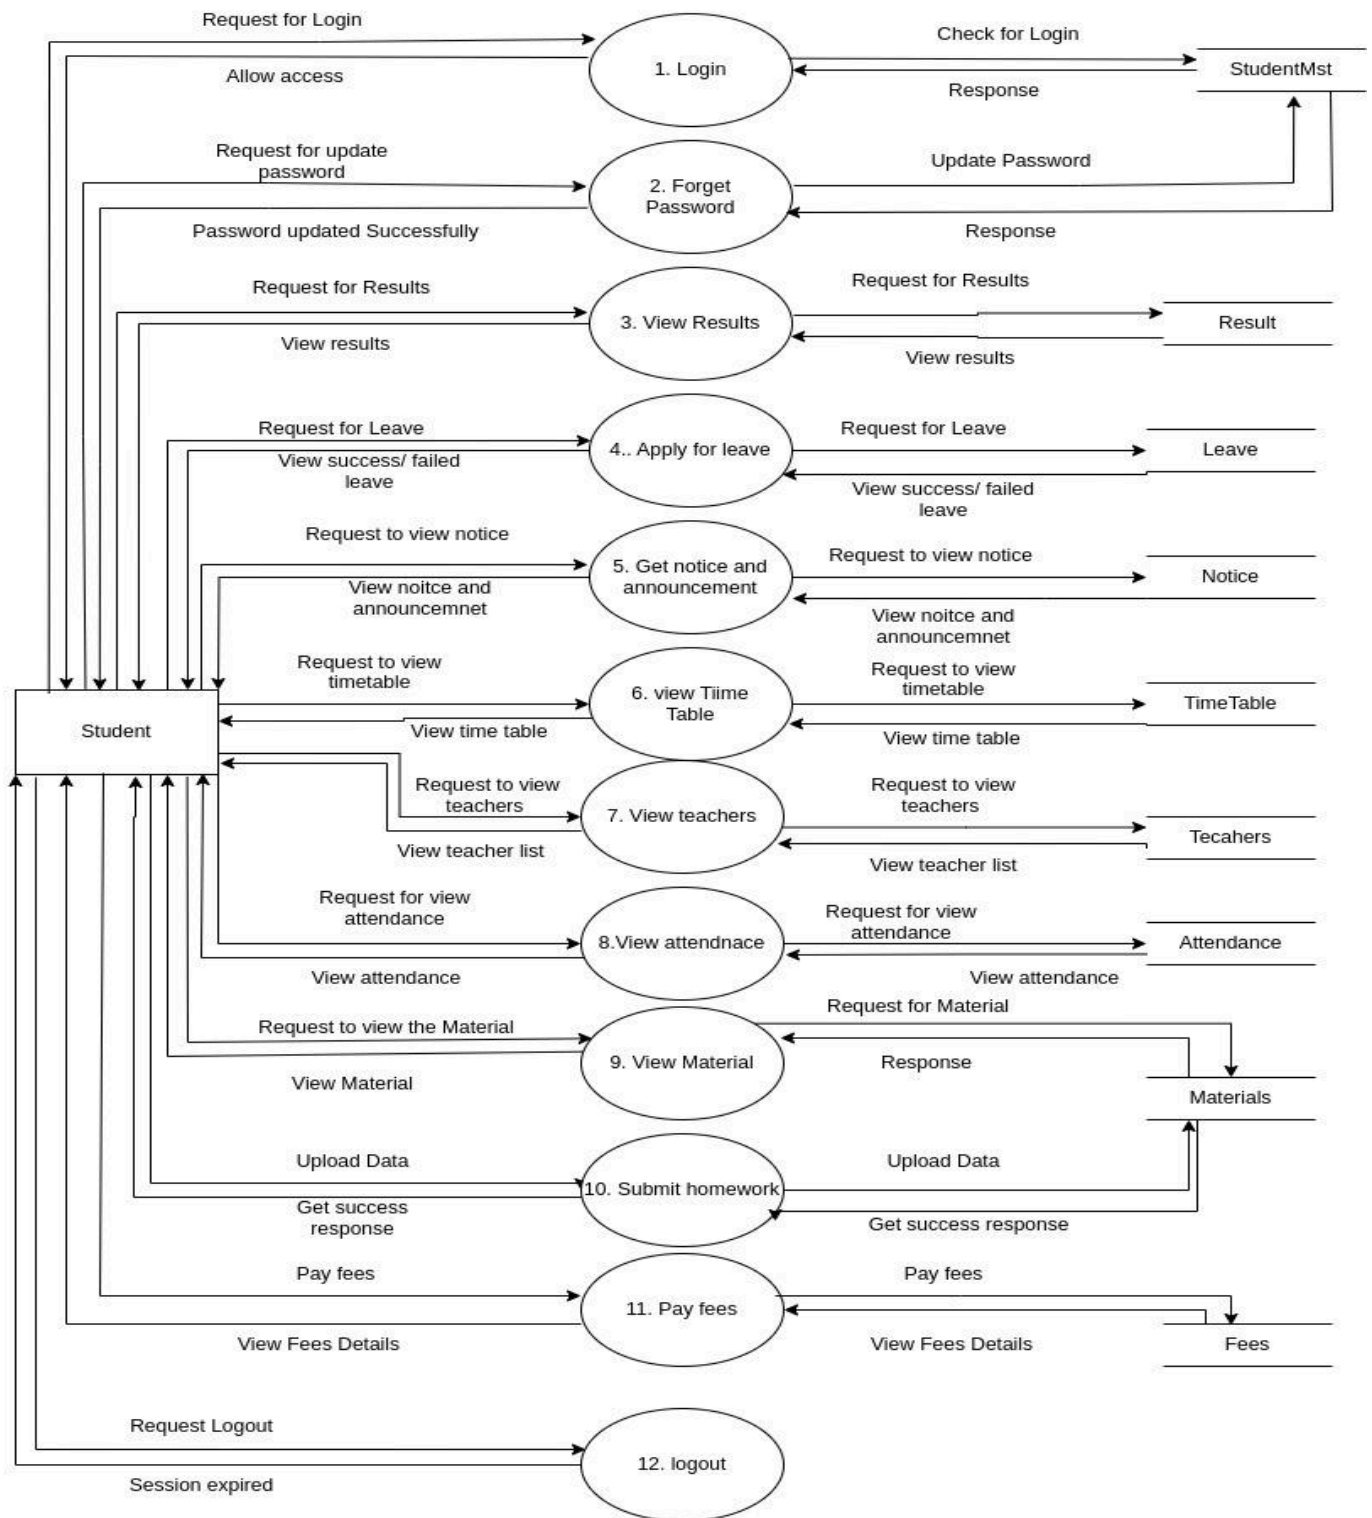 Request for Login
Check for Login
1. Login
StudentMst
Allow access
Response
Request for update
password
Update Password
2. Forget
Password
Password updated Successfully
Response
Request for Results
Request for Results
3. View Results
Result
View results
View results
Request for Leave
Request for Leave
4.. Apply for leave
Leave
View success/ failed
leave
View success/ failed
leave
Request to view notice
Request to view notice
5. Get notice and
announcement
Notice
View noitce and
announcemnet
View noitce and
announcemnet
Request to view
timetable
Request to view
timetable
6. view Tiime
Table
TimeTable
Student
View time table
View time table
Request to view
teachers
Request to view
teachers
7. View teachers
Tecahers
View teacher list
View teacher list
Request for view
attendance
Request for view
attendance
8.View attendnace
Attendance
View attendance
View attendance
Request to view the Material
Request for Material
9. View Material
Response
View Material
Materials
Upload Data
Upload Data
10. Submit homework
Get success
response
Get success response
Pay fees
Pay fees
11. Pay fees
View Fees Details
View Fees Details
Fees
Request Logout
12. logout
Session expired